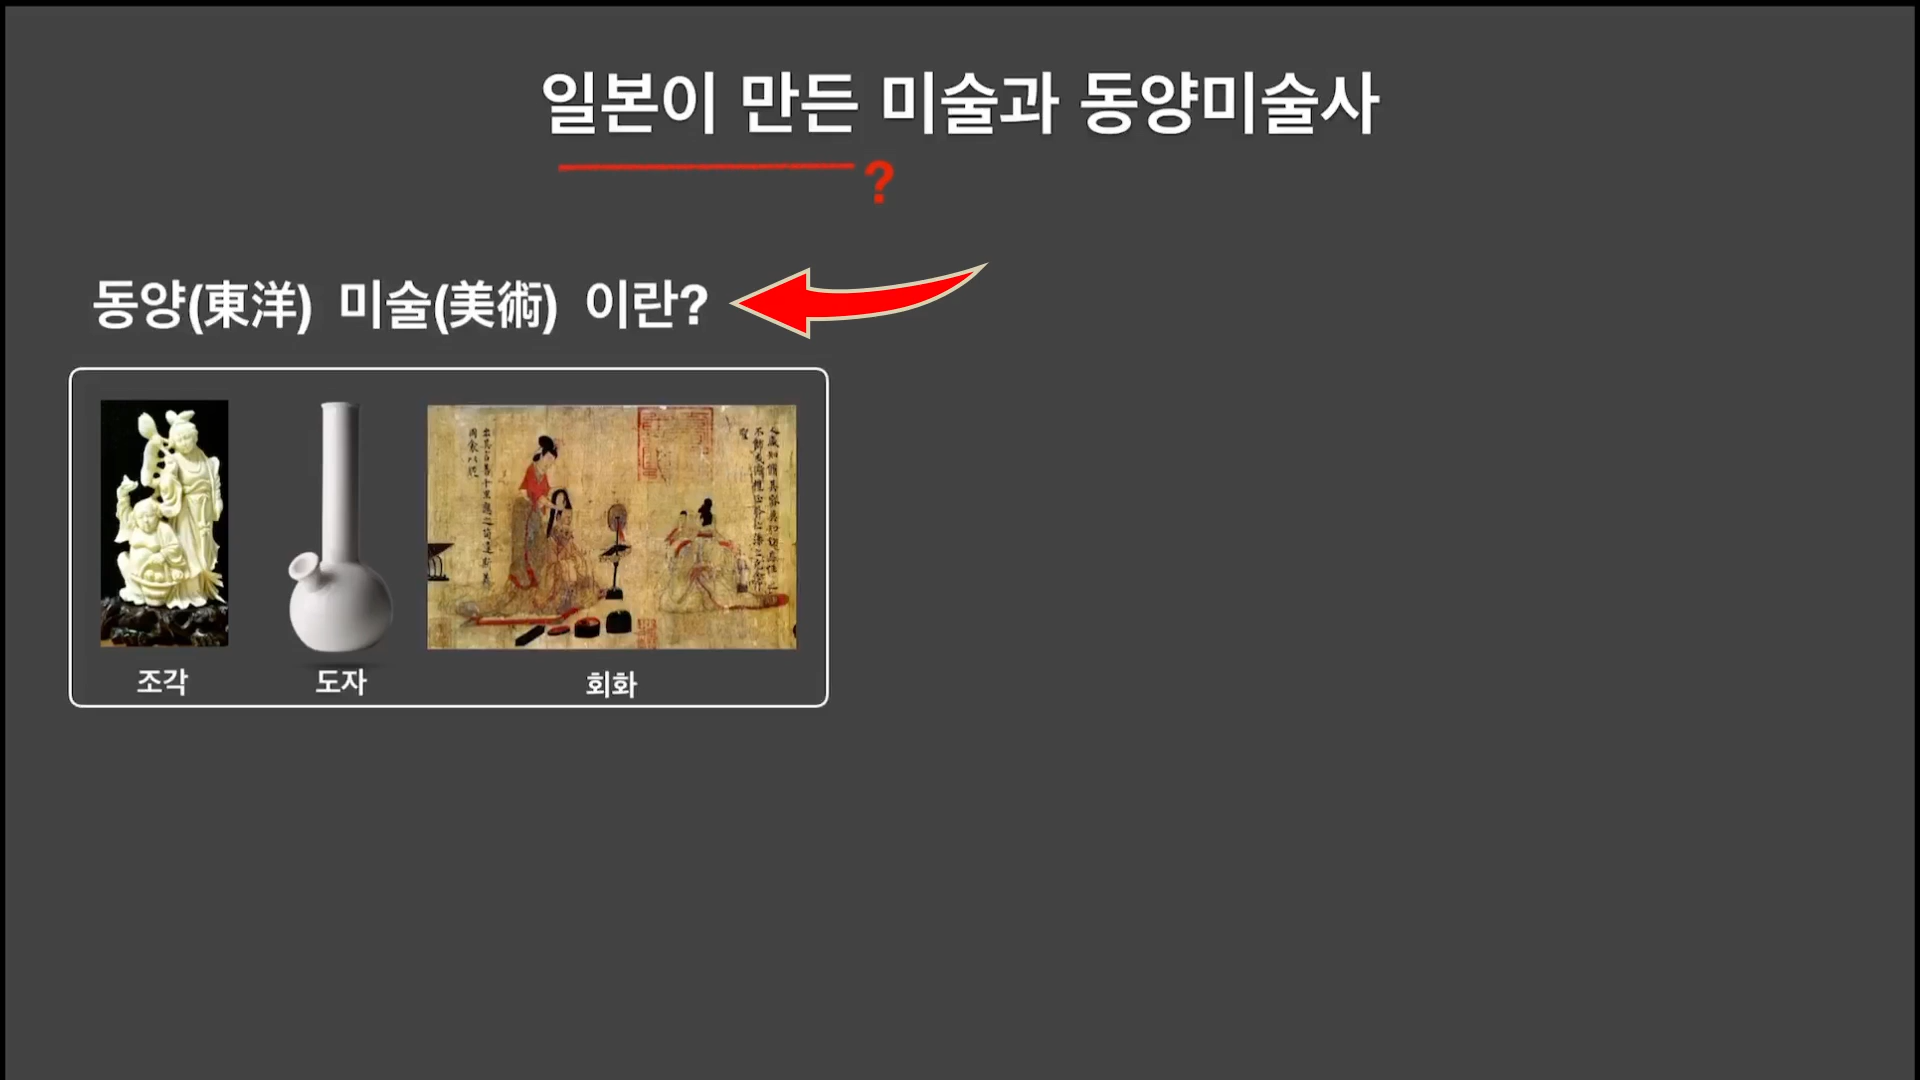 일본이 만든 미술과 동양미술사
?
동양(東洋) 미술(美術) 이란?
조각
도자
회화